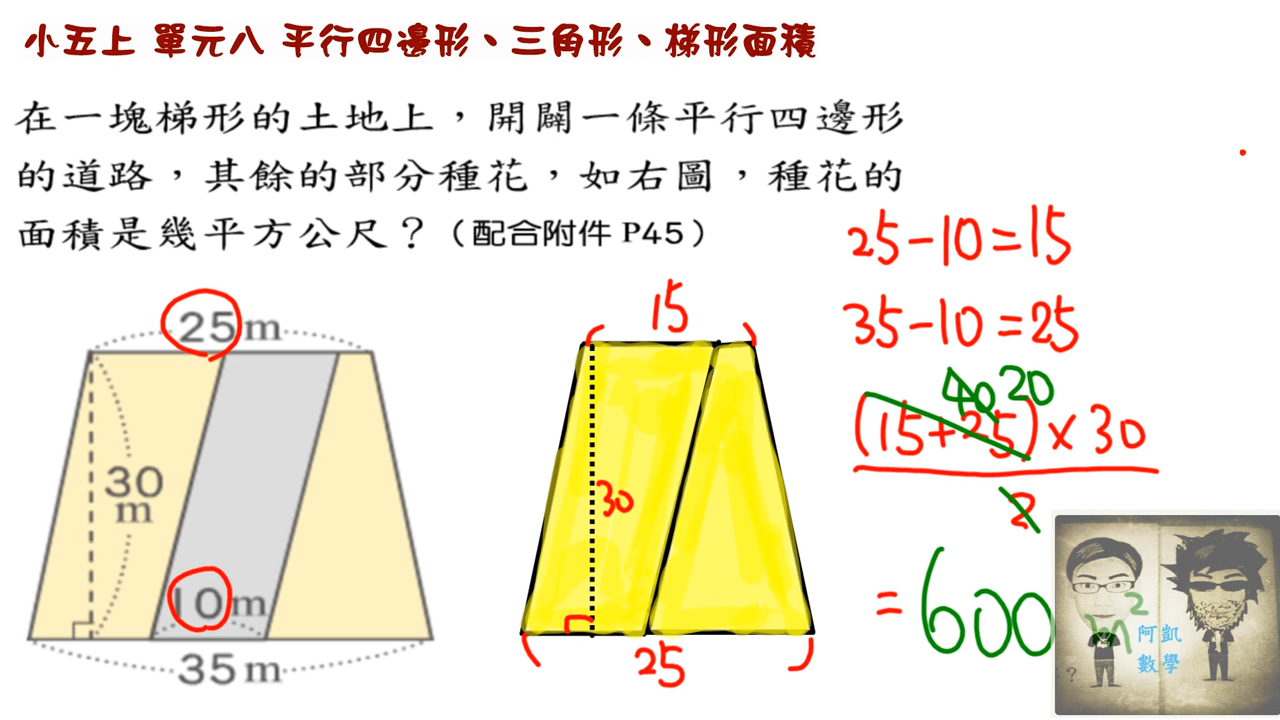 小五上 單元八 平行四邊形、三角形、梯形面積
在一塊梯形的土地上，開闢一條平行四邊形
的道路，其餘的部分種花，如右圖，種花的
面積是幾平方公尺？（配合附件 P45）
25m
30
m
10m
35m
15
30
25
25-10=15
35-10=25
40 20
(15+25)×30
2
=600m²
?
阿凱
數學